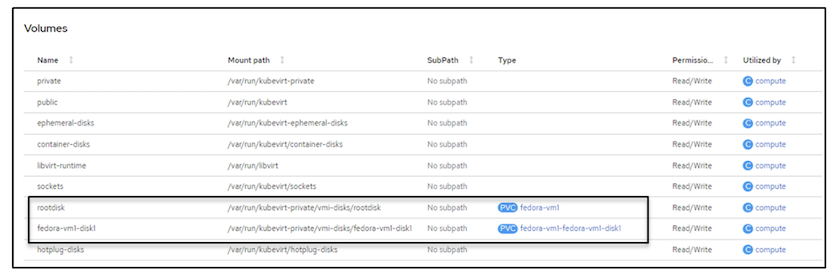 Volumes
Name Mount path SubPath Type Permissio... Utilized by
private /var/run/kubevirt-private No subpath Read/Write C compute
public /var/run/kubevirt No subpath Read/Write C compute
ephemeral-disks /var/run/kubevirt-ephemeral-disks No subpath Read/Write C compute
container-disks /var/run/kubevirt/container-disks No subpath Read/Write C compute
libvirt-runtime /var/run/libvirt No subpath Read/Write C compute
sockets /var/run/kubevirt/sockets No subpath Read/Write C compute
rootdisk /var/run/kubevirt-private/vmi-disks/rootdisk No subpath PVC fedora-vm1 Read/Write C compute
fedora-vm1-disk1 /var/run/kubevirt-private/vmi-disks/fedora-vm1-disk1 No subpath PVC fedora-vm1-fedora-vm1-disk1 Read/Write C compute
hotplug-disks /var/run/kubevirt/hotplug-disks No subpath Read/Write C compute